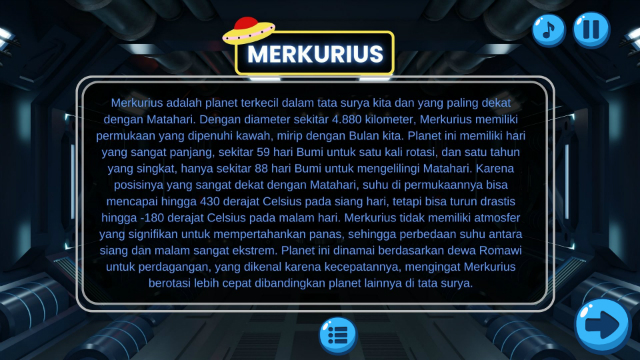 MERKURIUS
Merkurius adalah planet terkecil dalam tata surya kita dan yang paling dekat
dengan Matahari. Dengan diameter sekitar 4.880 kilometer, Merkurius memiliki
permukaan yang dipenuhi kawah, mirip dengan Bulan kita. Planet ini memiliki hari
yang sangat panjang, sekitar 59 hari Bumi untuk satu kali rotasi, dan satu tahun
yang singkat, hanya sekitar 88 hari Bumi untuk mengelilingi Matahari. Karena
posisinya yang sangat dekat dengan Matahari, suhu di permukaannya bisa
mencapai hingga 430 derajat Celsius pada siang hari, tetapi bisa turun drastis
hingga -180 derajat Celsius pada malam hari. Merkurius tidak memiliki atmosfer
yang signifikan untuk mempertahankan panas, sehingga perbedaan suhu antara
siang dan malam sangat ekstrem. Planet ini dinamai berdasarkan dewa Romawi
untuk perdagangan, yang dikenal karena kecepatannya, mengingat Merkurius
berotasi lebih cepat dibandingkan planet lainnya di tata surya.